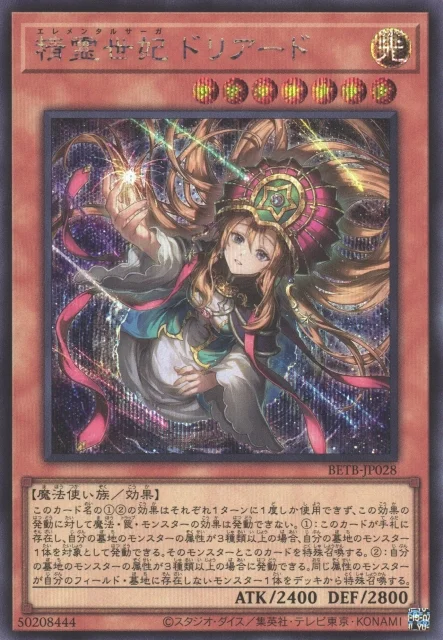 エレメンタルサーガ
精霊世紀 ドリアード
光
BETB-JP028
【魔法使い族／効果】
このカード名の①②の効果はそれぞれ1ターンに1度しか使用できず、この効果の
発動に対して魔法・罠・モンスターの効果は発動できない。①：このカードが手札に
存在し、自分の墓地のモンスターの属性が3種類以上の場合、自分の墓地のモンスター
1体を対象として発動できる。そのモンスターとこのカードを特殊召喚する。②：自分
の墓地のモンスターの属性が3種類以上の場合に発動できる。同じ属性のモンスター
が自分のフィールド・墓地に存在しないモンスター1体をデッキから特殊召喚する。
ATK/2400 DEF/2800
50208444
©スタジオ・ダイス／集英社・テレビ東京・KONAMI